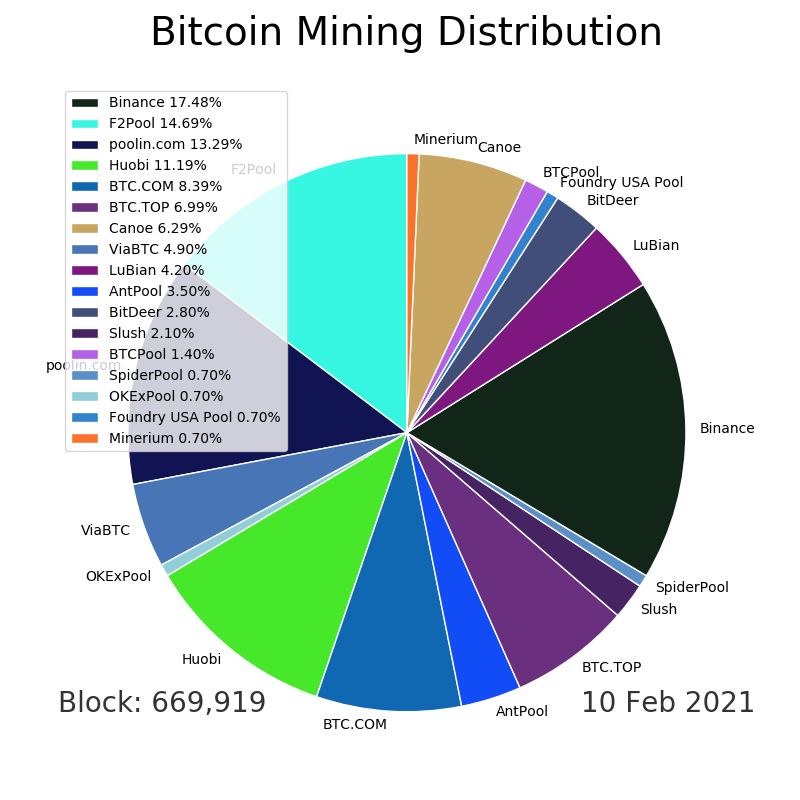 Bitcoin Mining Distribution
Binance 17.48%
F2Pool 14.69%
poolin.com 13.29%
Huobi 11.19%
BTC.COM 8.39%
BTC.TOP 6.99%
Canoe 6.29%
ViaBTC 4.90%
LuBian 4.20%
AntPool 3.50%
BitDeer 2.80%
Slush 2.10%
BTCPool 1.40%
SpiderPool 0.70%
OKExPool 0.70%
Foundry USA Pool 0.70%
Minerium 0.70%
Minerium
Canoe
BTCPool
Foundry USA Pool
BitDeer
LuBian
Binance
SpiderPool
Slush
BTC.TOP
AntPool
BTC.COM
Huobi
OKExPool
ViaBTC
poolin.com
F2Pool
Block: 669,919
10 Feb 2021